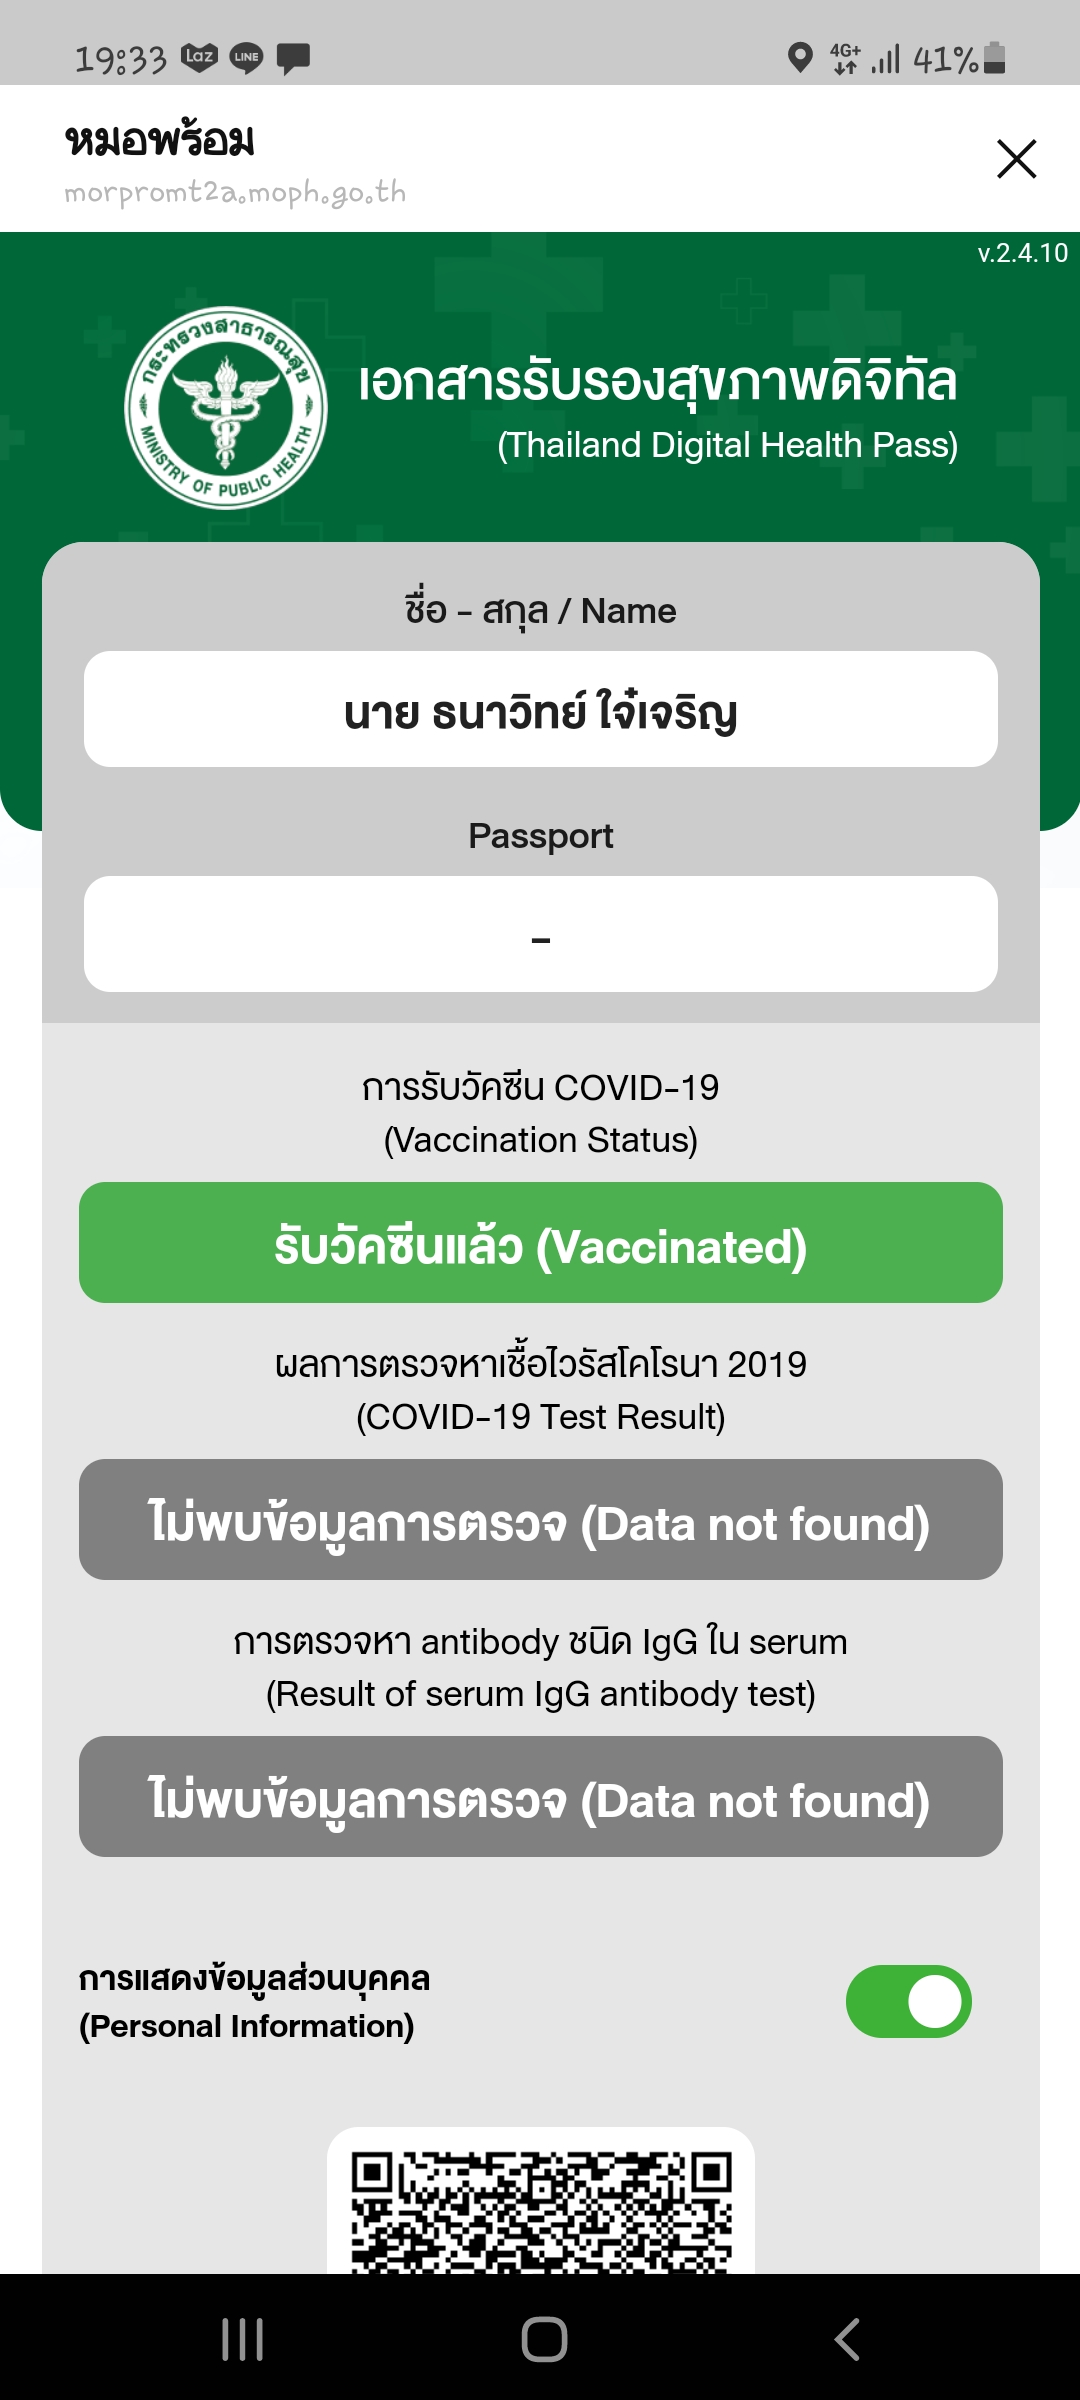 19:33 Laz LINE 4G+ 41%
หมอพร้อม
morpromt2a.moph.go.th
v.2.4.10
กระทรวงสาธารณสุข
MINISTRY OF PUBLIC HEALTH
เอกสารรับรองสุขภาพดิจิทัล
(Thailand Digital Health Pass)
ชื่อ - สกุล / Name
นาย ธนาวิทย์ ใจ๋เจริญ
Passport
-
การรับวัคซีน COVID-19
(Vaccination Status)
รับวัคซีนแล้ว (Vaccinated)
ผลการตรวจหาเชื้อไวรัสโคโรนา 2019
(COVID-19 Test Result)
ไม่พบข้อมูลการตรวจ (Data not found)
การตรวจหา antibody ชนิด IgG ใน serum
(Result of serum IgG antibody test)
ไม่พบข้อมูลการตรวจ (Data not found)
การแสดงข้อมูลส่วนบุคคล
(Personal Information)